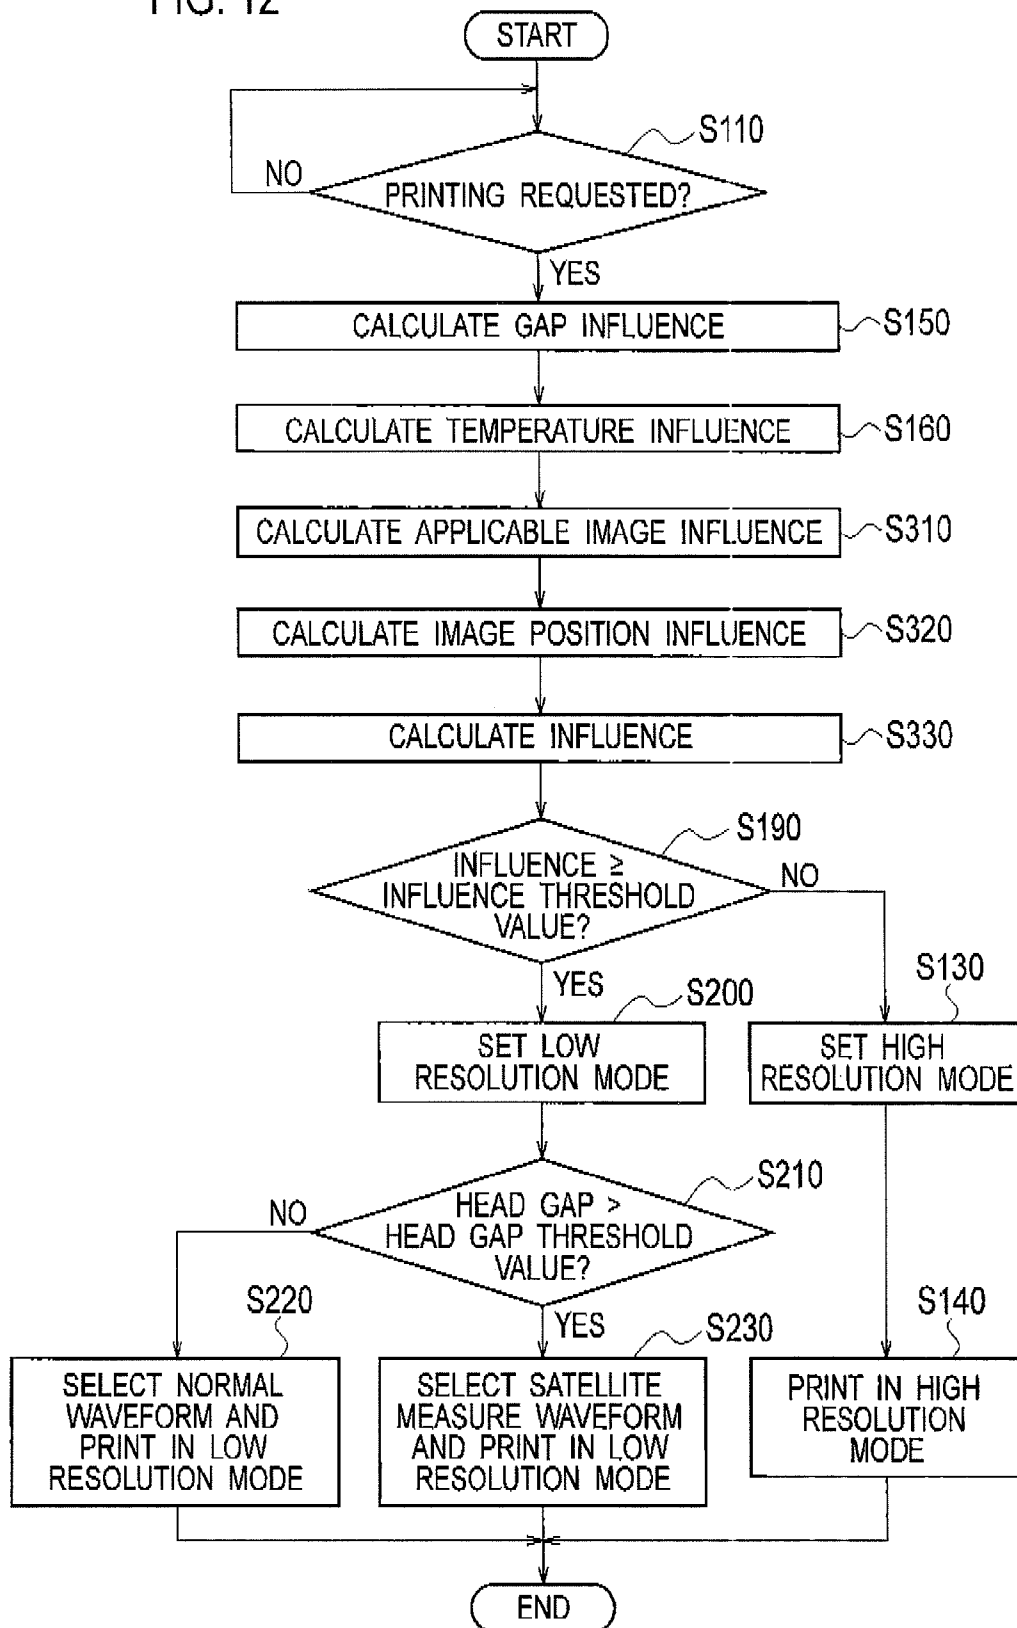 FIG. 12
START
S110
NO
PRINTING REQUESTED?
YES
CALCULATE GAP INFLUENCE
S150
CALCULATE TEMPERATURE INFLUENCE
S160
CALCULATE APPLICABLE IMAGE INFLUENCE
S310
CALCULATE IMAGE POSITION INFLUENCE
S320
CALCULATE INFLUENCE
S330
S190
INFLUENCE ≥
INFLUENCE THRESHOLD
VALUE?
NO
YES
S200
S130
SET LOW
RESOLUTION MODE
SET HIGH
RESOLUTION MODE
S210
HEAD GAP >
HEAD GAP THRESHOLD
VALUE?
NO
YES
S220
S230
S140
SELECT NORMAL
WAVEFORM AND
PRINT IN LOW
RESOLUTION MODE
SELECT SATELLITE
MEASURE WAVEFORM
AND PRINT IN LOW
RESOLUTION MODE
PRINT IN HIGH
RESOLUTION
MODE
END